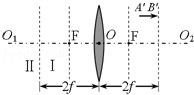 A′ B′
O₁ F O F O₂
II I
2f 2f